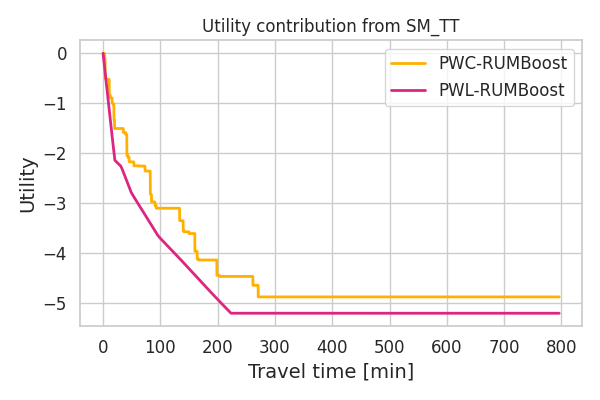 Utility contribution from SM_TT
PWC-RUMBoost
PWL-RUMBoost
Utility
0
−1
−2
−3
−4
−5
0 100 200 300 400 500 600 700 800
Travel time [min]